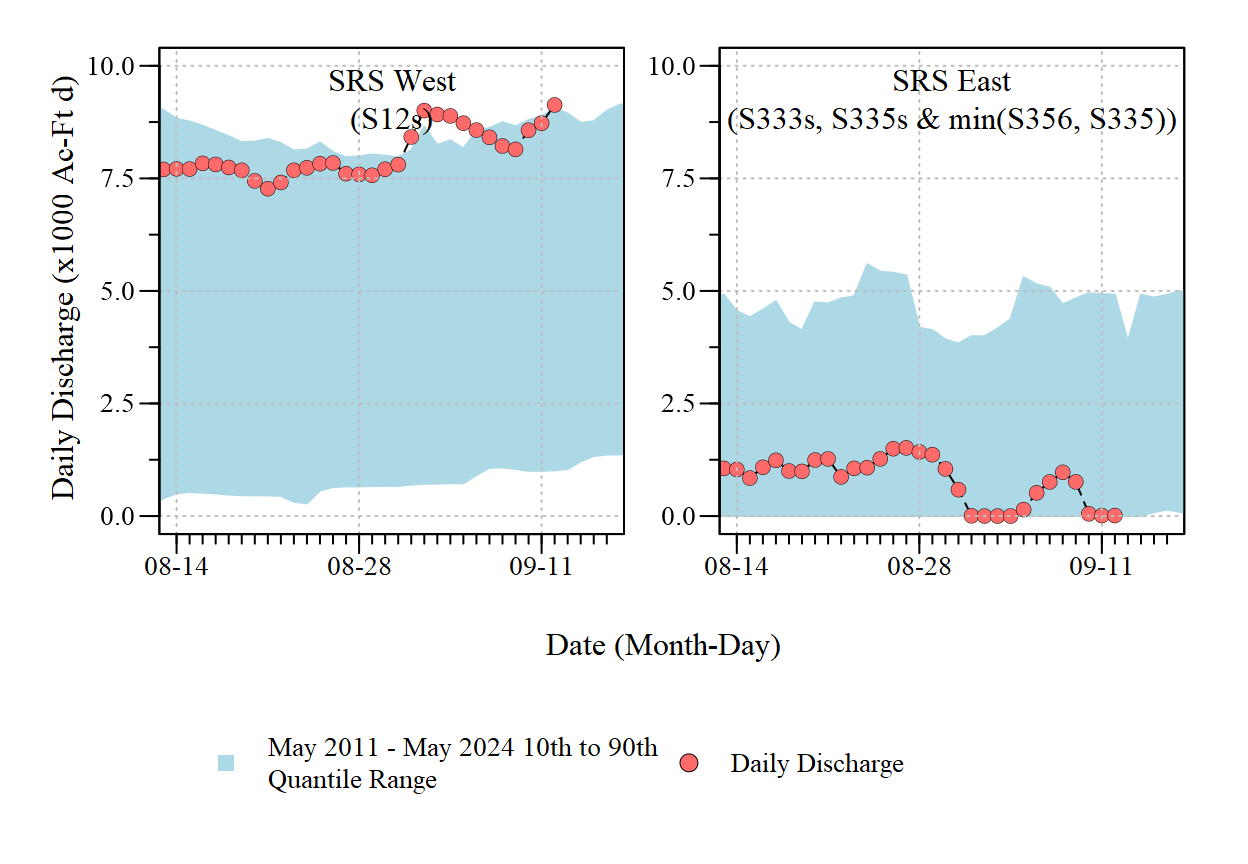 SRS West
(S12s)
SRS East
(S333s, S335s & min(S356, S335))
Daily Discharge (x1000 Ac-Ft d)
10.0
7.5
5.0
2.5
0.0
08-14
08-28
09-11
10.0
7.5
5.0
2.5
0.0
08-14
08-28
09-11
Date (Month-Day)
May 2011 - May 2024 10th to 90th
Quantile Range
Daily Discharge